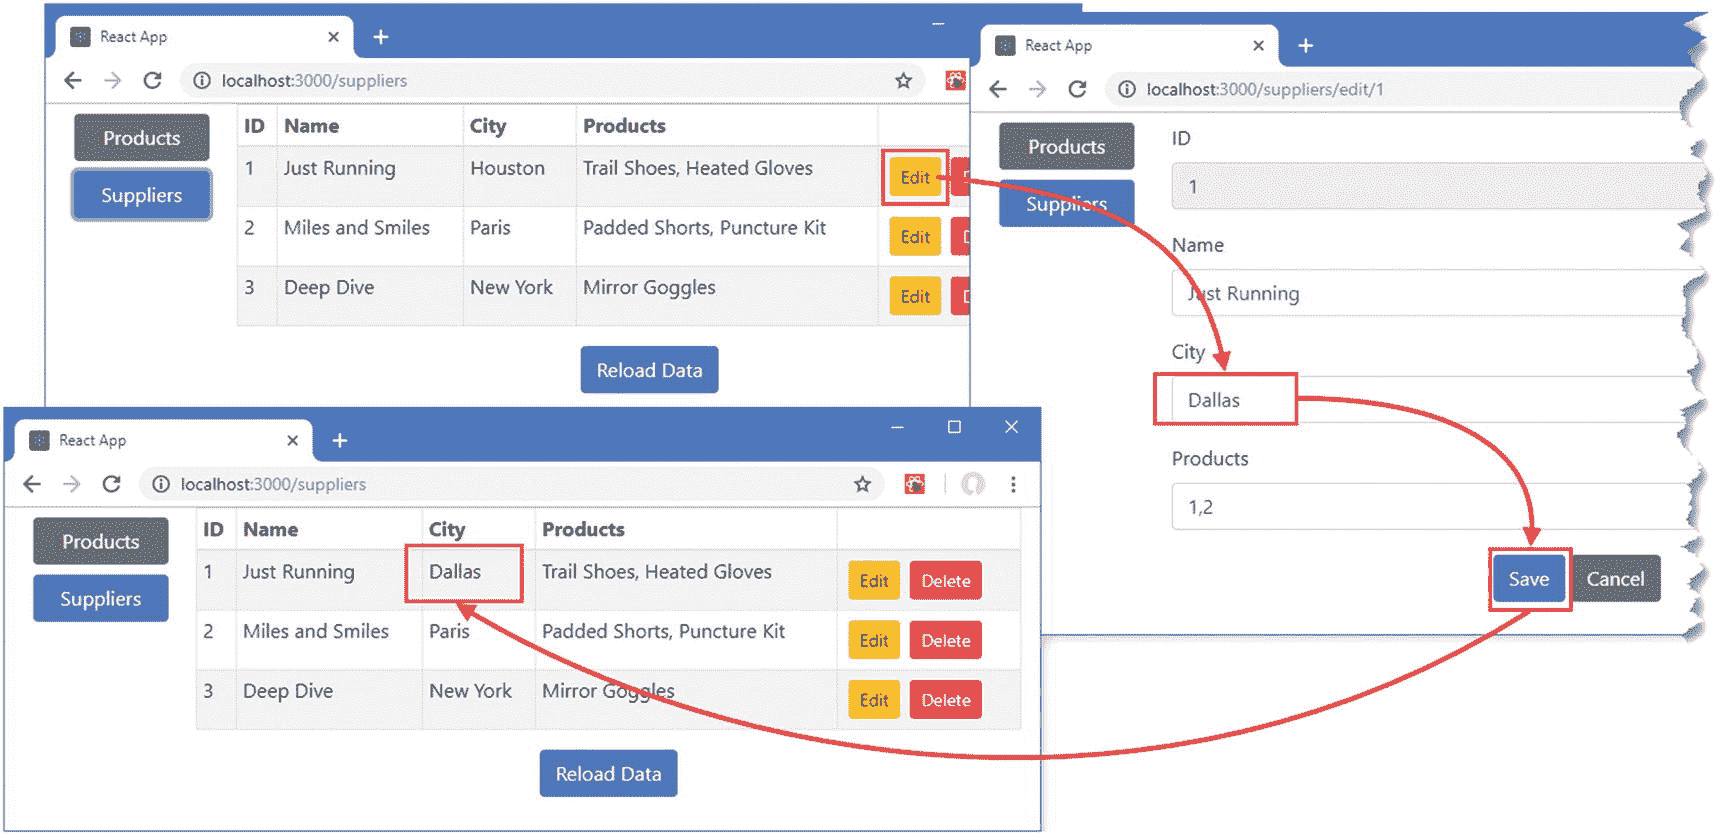 React App
localhost:3000/suppliers
Products
Suppliers
ID Name City Products
1 Just Running Houston Trail Shoes, Heated Gloves Edit D
2 Miles and Smiles Paris Padded Shorts, Puncture Kit Edit D
3 Deep Dive New York Mirror Goggles Edit D
Reload Data
React App
localhost:3000/suppliers/edit/1
Products
Suppliers
ID
1
Name
Just Running
City
Dallas
Products
1,2
Save Cancel
React App
localhost:3000/suppliers
Products
Suppliers
ID Name City Products
1 Just Running Dallas Trail Shoes, Heated Gloves Edit Delete
2 Miles and Smiles Paris Padded Shorts, Puncture Kit Edit Delete
3 Deep Dive New York Mirror Goggles Edit Delete
Reload Data